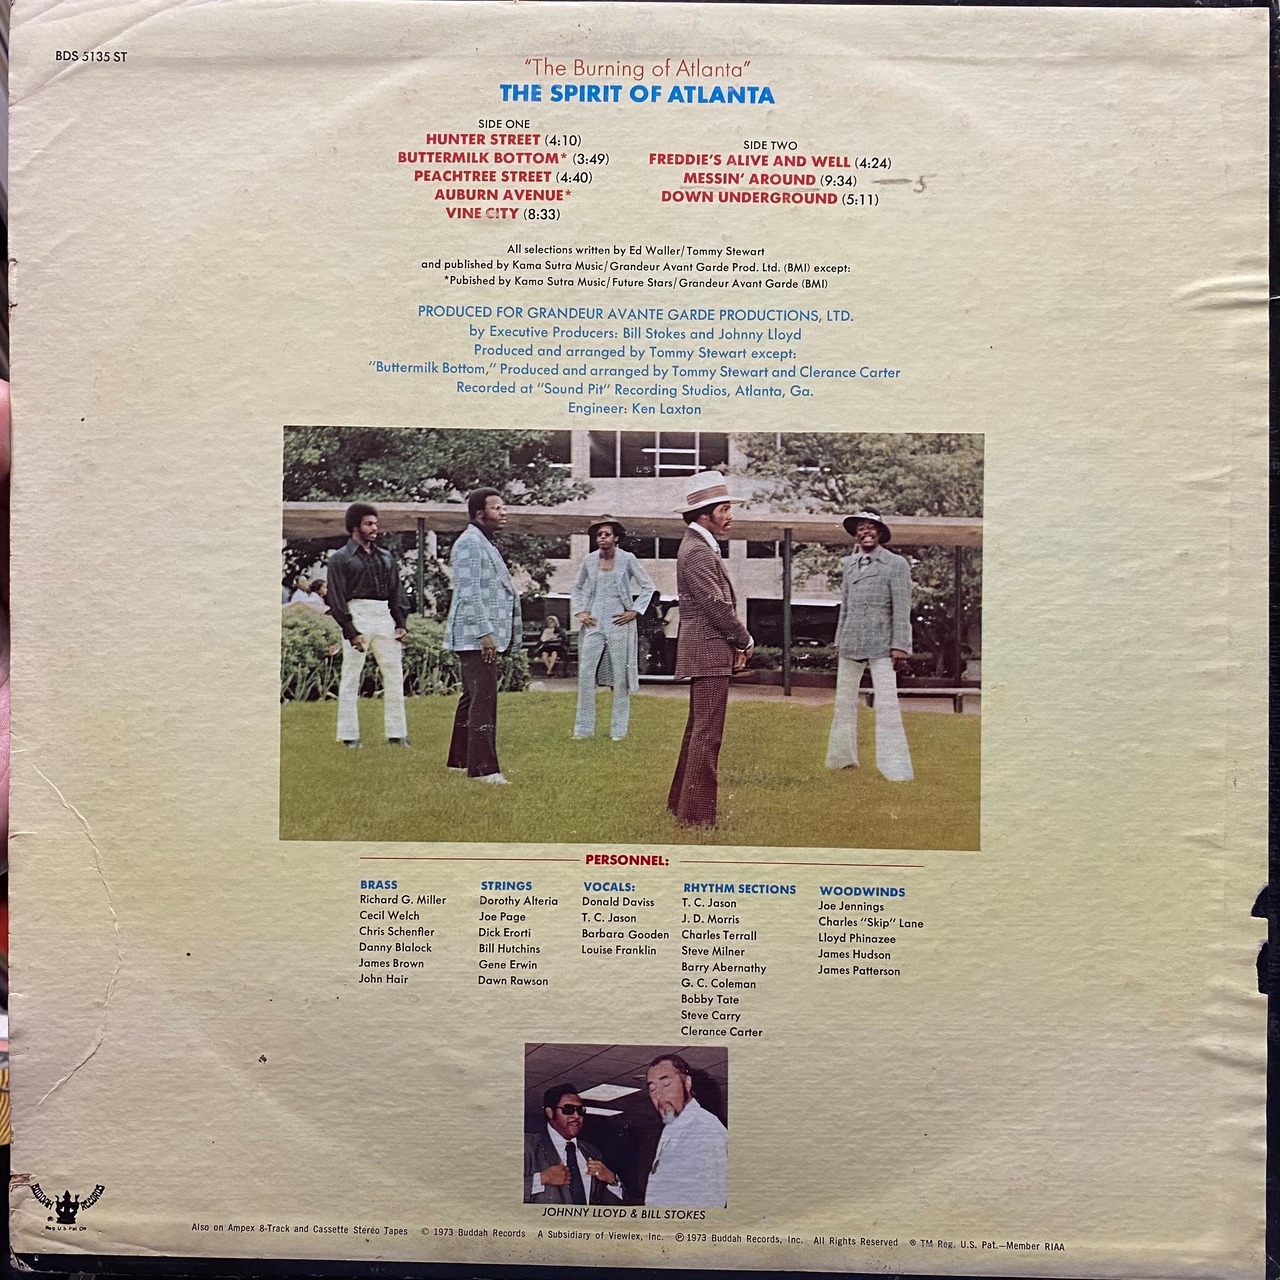 BDS 5135 ST
"The Burning of Atlanta"
THE SPIRIT OF ATLANTA
SIDE ONE
HUNTER STREET (4:10)
BUTTERMILK BOTTOM* (3:49)
PEACHTREE STREET (4:40)
AUBURN AVENUE*
VINE CITY (8:33)
SIDE TWO
FREDDIE'S ALIVE AND WELL (4:24)
MESSIN' AROUND (9:34) — 5
DOWN UNDERGROUND (5:11)
All selections written by Ed Waller/Tommy Stewart
and published by Kama Sutra Music/Grandeur Avant Garde Prod. Ltd. (BMI) except:
*Pubished by Kama Sutra Music/Future Stars/Grandeur Avant Garde (BMI)
PRODUCED FOR GRANDEUR AVANTE GARDE PRODUCTIONS, LTD.
by Executive Producers: Bill Stokes and Johnny Lloyd
Produced and arranged by Tommy Stewart except:
"Buttermilk Bottom," Produced and arranged by Tommy Stewart and Clerance Carter
Recorded at "Sound Pit" Recording Studios, Atlanta, Ga.
Engineer: Ken Laxton
PERSONNEL:
BRASS
Richard G. Miller
Cecil Welch
Chris Schenfler
Danny Blalock
James Brown
John Hair
STRINGS
Dorothy Alteria
Joe Page
Dick Erorti
Bill Hutchins
Gene Erwin
Dawn Rawson
VOCALS:
Donald Daviss
T. C. Jason
Barbara Gooden
Louise Franklin
RHYTHM SECTIONS
T. C. Jason
J. D. Morris
Charles Terrall
Steve Milner
Barry Abernathy
G. C. Coleman
Bobby Tate
Steve Carry
Clerance Carter
WOODWINDS
Joe Jennings
Charles "Skip" Lane
Lloyd Phinazee
James Hudson
James Patterson
JOHNNY LLOYD & BILL STOKES
BUDDAH RECORDS
® Reg U S Pat Off
Also on Ampex 8-Track and Cassette Stereo Tapes © 1973 Buddah Records A Subsidiary of Viewlex, Inc. ℗ 1973 Buddah Records, Inc. All Rights Reserved ® TM Reg. U.S. Pat.—Member RIAA